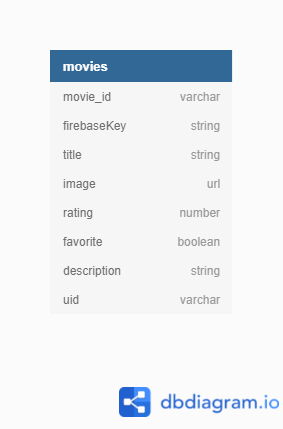 movies
movie_id varchar
firebaseKey string
title string
image url
rating number
favorite boolean
description string
uid varchar
dbdiagram.io